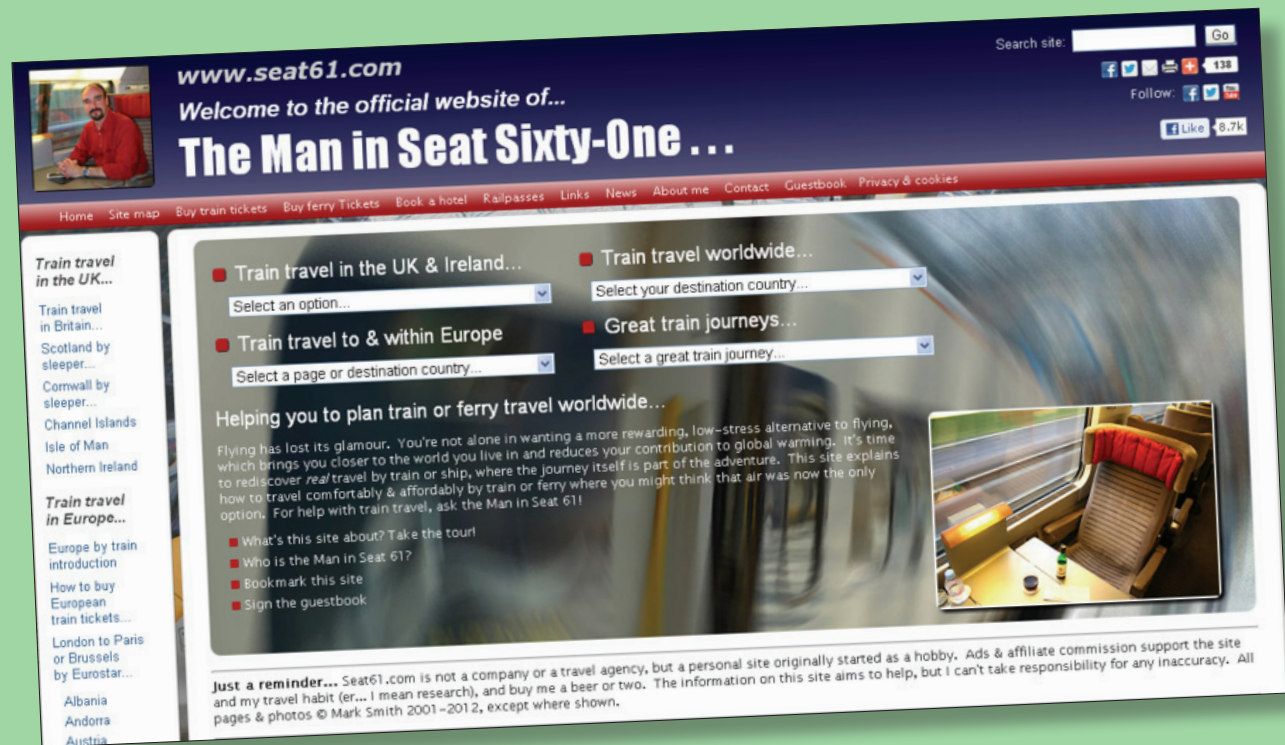 www.seat61.com
Welcome to the official website of...
The Man in Seat Sixty-One . . .
Search site:
Go
138
Follow:
You Tube
Like
8.7k
Home Site map Buy train tickets Buy ferry Tickets Book a hotel Railpasses Links News About me Contact Guestbook Privacy & cookies
Train travel
in the UK...
Train travel
in Britain...
Scotland by
sleeper...
Cornwall by
sleeper...
Channel Islands
Isle of Man
Northern Ireland
Train travel
in Europe...
Europe by train
introduction
How to buy
European
train tickets...
London to Paris
or Brussels
by Eurostar...
Albania
Andorra
Austria
Train travel in the UK & Ireland...
Select an option...
Train travel worldwide...
Select your destination country...
Train travel to & within Europe
Select a page or destination country...
Great train journeys...
Select a great train journey...
Helping you to plan train or ferry travel worldwide...
Flying has lost its glamour. You're not alone in wanting a more rewarding, low-stress alternative to flying,
which brings you closer to the world you live in and reduces your contribution to global warming. It's time
to rediscover real travel by train or ship, where the journey itself is part of the adventure. This site explains
how to travel comfortably & affordably by train or ferry where you might think that air was now the only
option. For help with train travel, ask the Man in Seat 61!
What's this site about? Take the tour!
Who is the Man in Seat 61?
Bookmark this site
Sign the guestbook
Just a reminder... Seat61.com is not a company or a travel agency, but a personal site originally started as a hobby. Ads & affiliate commission support the site
and my travel habit (er... I mean research), and buy me a beer or two. The information on this site aims to help, but I can't take responsibility for any inaccuracy. All
pages & photos © Mark Smith 2001-2012, except where shown.